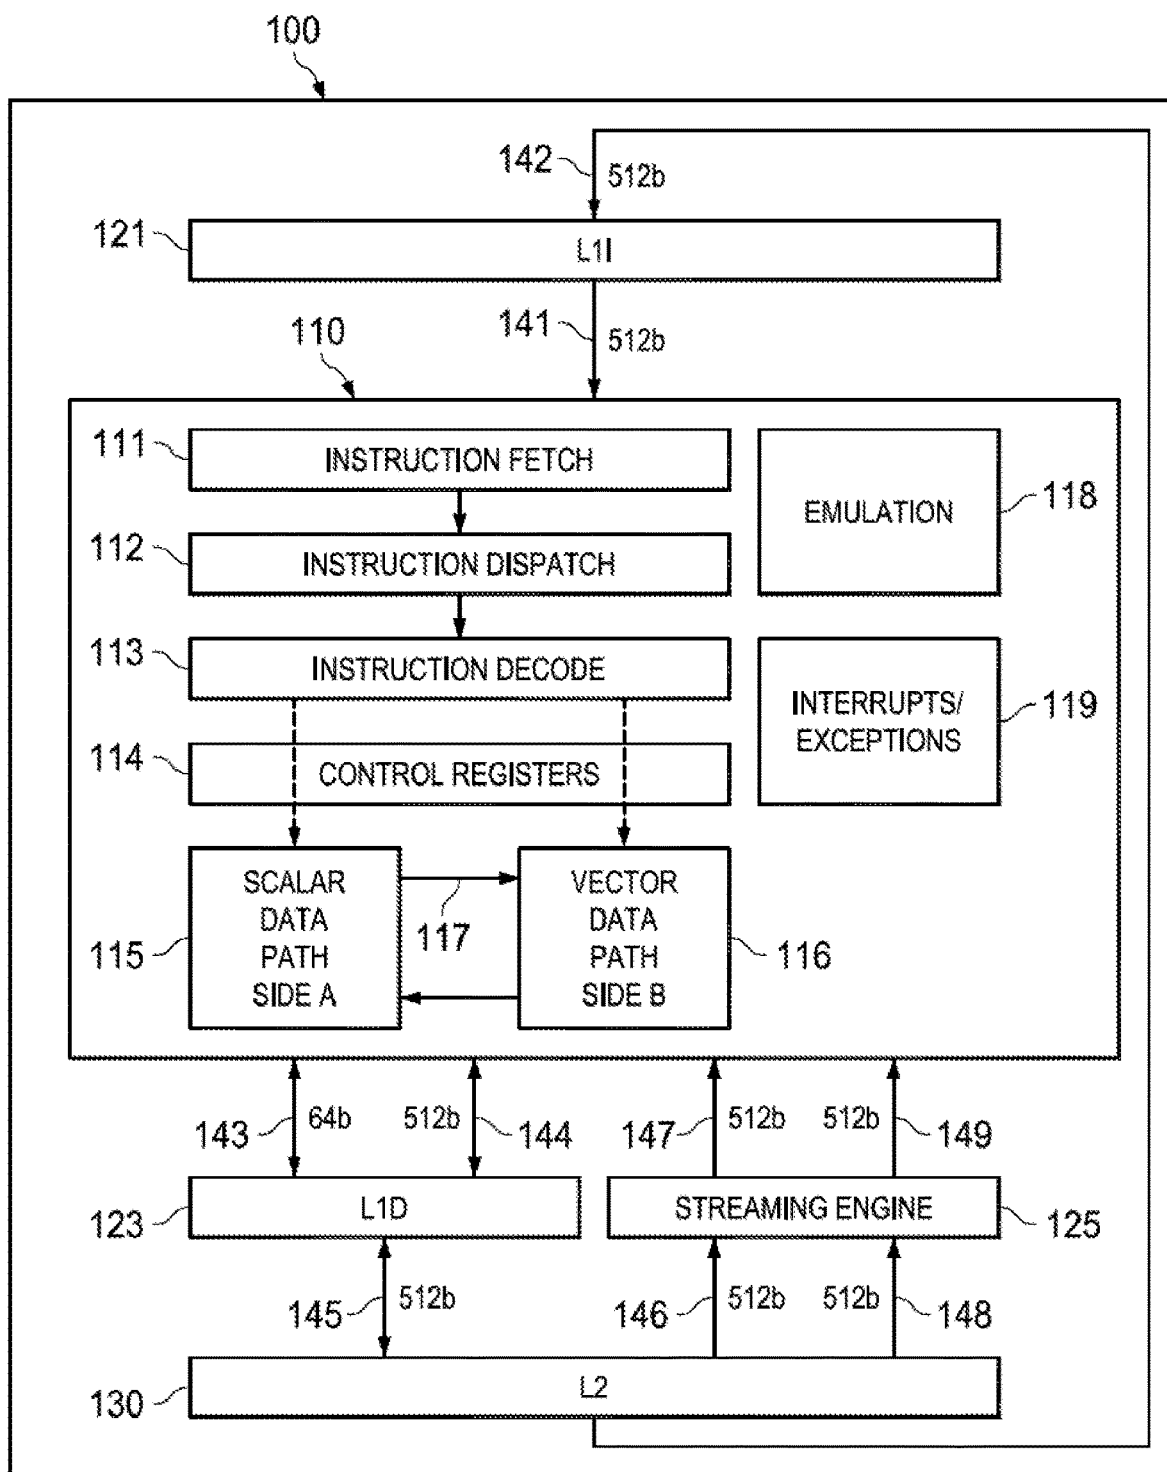 100
142
512b
121
L1I
141
512b
110
111
INSTRUCTION FETCH
EMULATION
118
112
INSTRUCTION DISPATCH
113
INSTRUCTION DECODE
INTERRUPTS/
EXCEPTIONS
119
114
CONTROL REGISTERS
SCALAR
DATA
PATH
SIDE A
115
117
VECTOR
DATA
PATH
SIDE B
116
143
64b
512b
144
147
512b
512b
149
123
L1D
STREAMING ENGINE
125
145
512b
146
512b
512b
148
130
L2